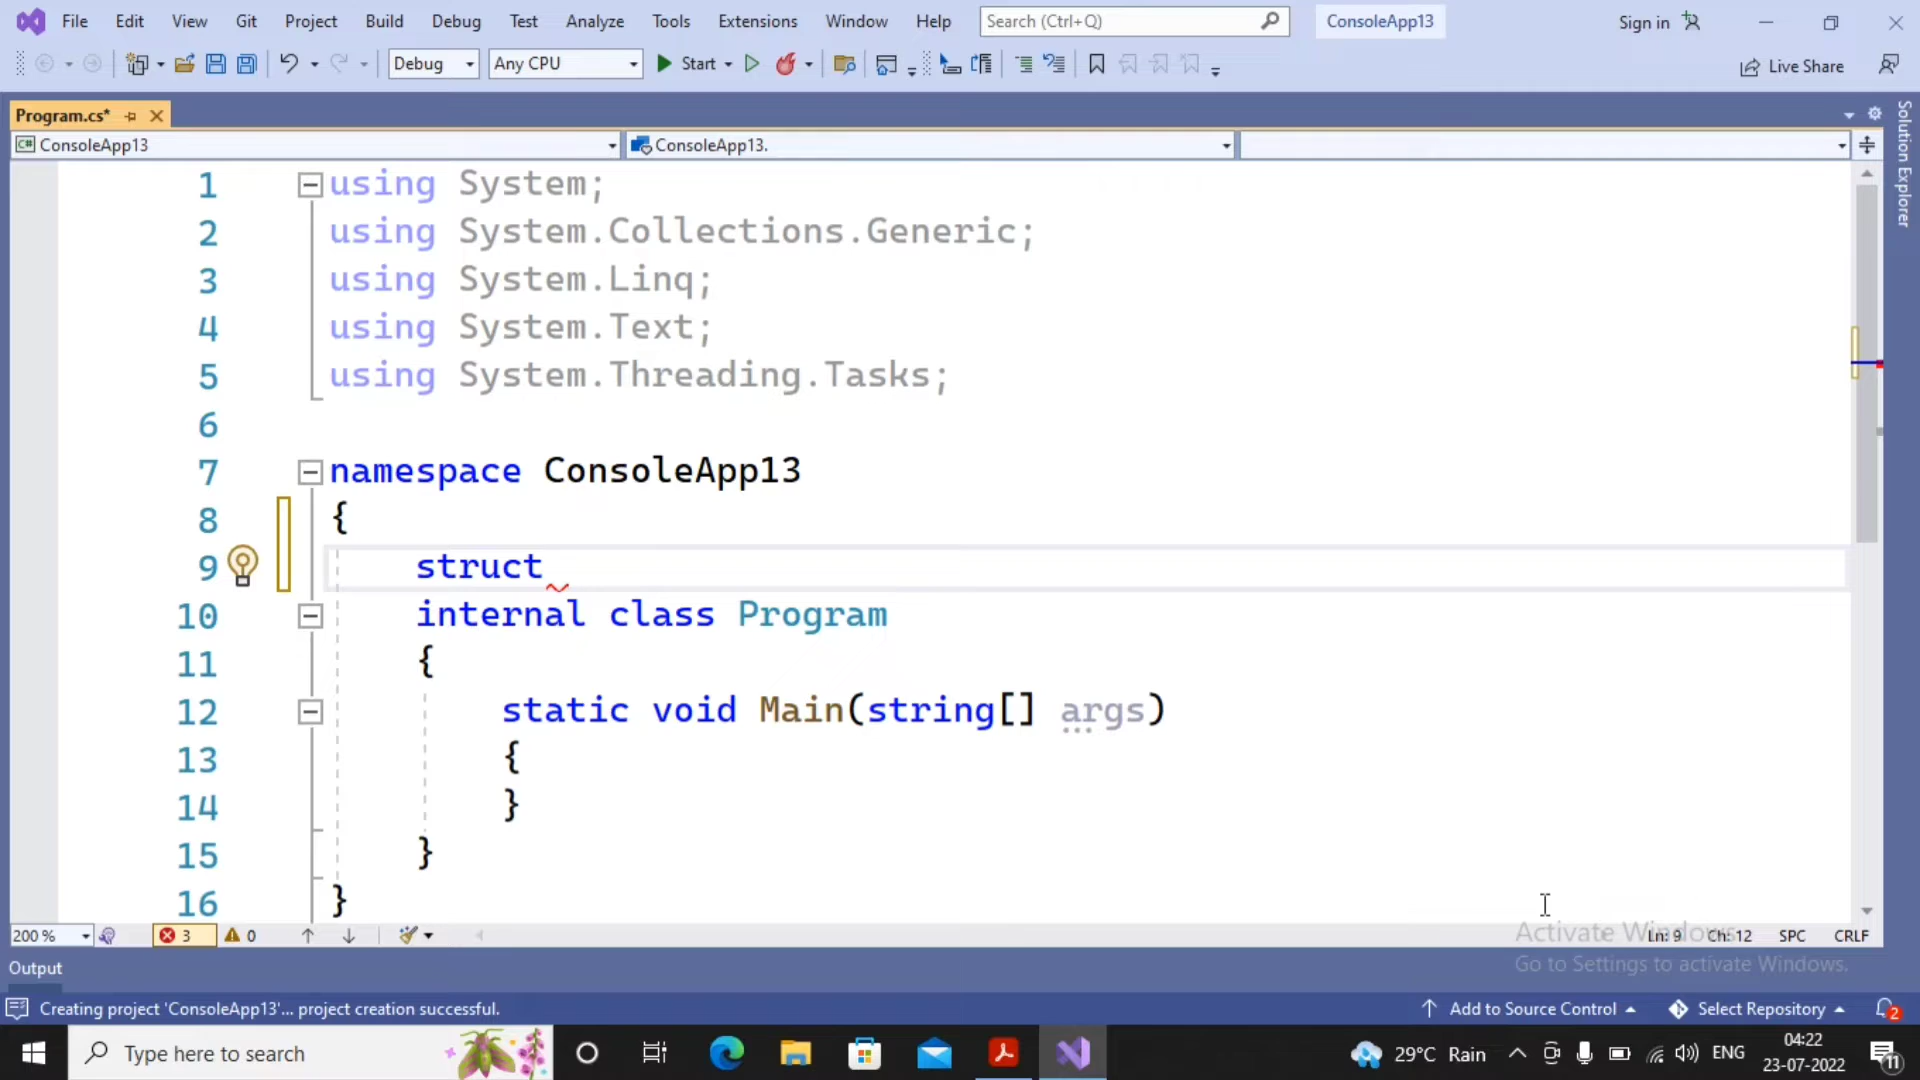 File Edit View Git Project Build Debug Test Analyze Tools Extensions Window Help Search (Ctrl+Q) ConsoleApp13 Sign in
Debug Any CPU Start Live Share
Program.cs*
C# ConsoleApp13 ConsoleApp13.
Solution Explorer
1 using System;
2 using System.Collections.Generic;
3 using System.Linq;
4 using System.Text;
5 using System.Threading.Tasks;
6
7 namespace ConsoleApp13
8 {
9 struct
10 internal class Program
11 {
12 static void Main(string[] args)
13 {
14 }
15 }
16 }
200 % 3 0 Ln: 9 Ch: 12 SPC CRLF
Activate Windows
Go to Settings to activate Windows.
Output
Creating project 'ConsoleApp13'... project creation successful. Add to Source Control Select Repository 2
Type here to search 29°C Rain ENG 04:22 23-07-2022 11